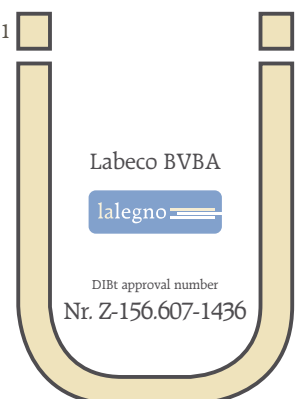 1
Labeco BVBA
lalegno
DIBt approval number
Nr. Z-156.607-1436